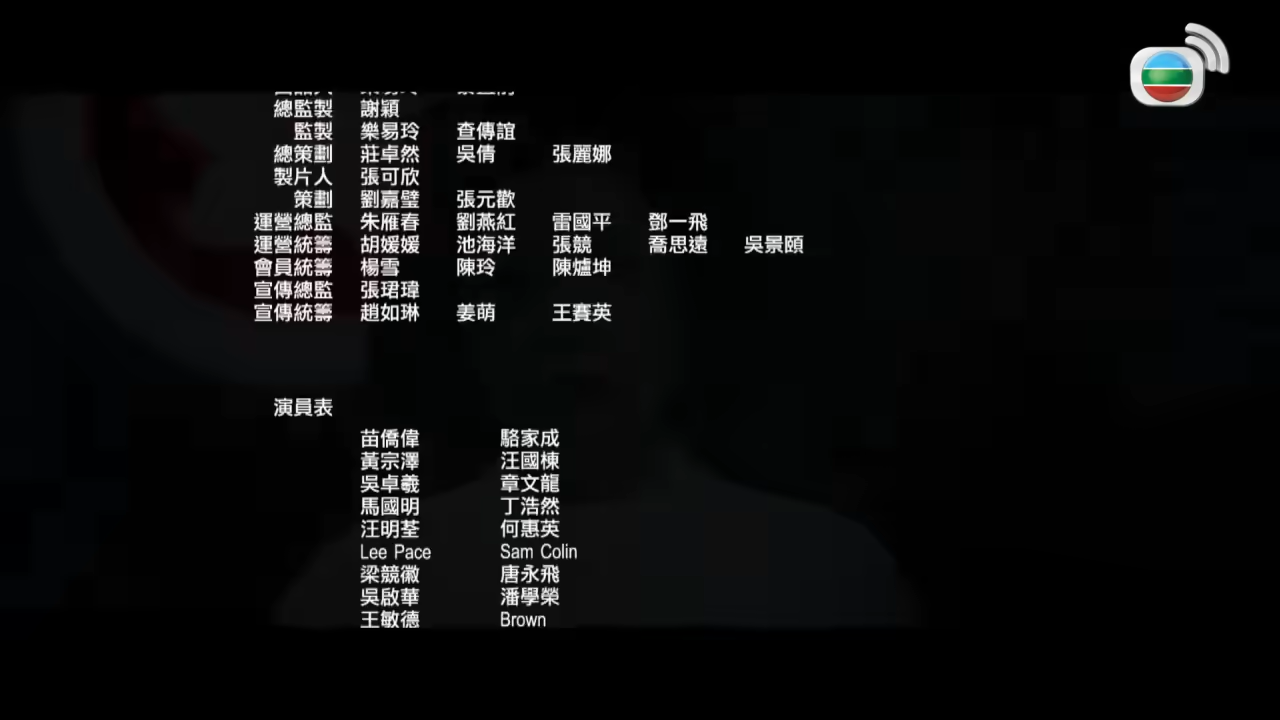 總監製 謝穎
監製 樂易玲 查傳誼
總策劃 莊卓然 吳倩 張麗娜
製片人 張可欣
策劃 劉嘉璧 張元歡
運營總監 朱雁春 劉燕紅 雷國平 鄧一飛
運營統籌 胡媛媛 池海洋 張競 喬思遠 吳景頤
會員統籌 楊雪 陳玲 陳爐坤
宣傳總監 張珺瑋
宣傳統籌 趙如琳 姜萌 王賽英
演員表
苗僑偉 駱家成
黃宗澤 汪國棟
吳卓羲 章文龍
馬國明 丁浩然
汪明荃 何惠英
Lee Pace Sam Colin
梁競徽 唐永飛
吳啟華 潘學榮
王敏德 Brown